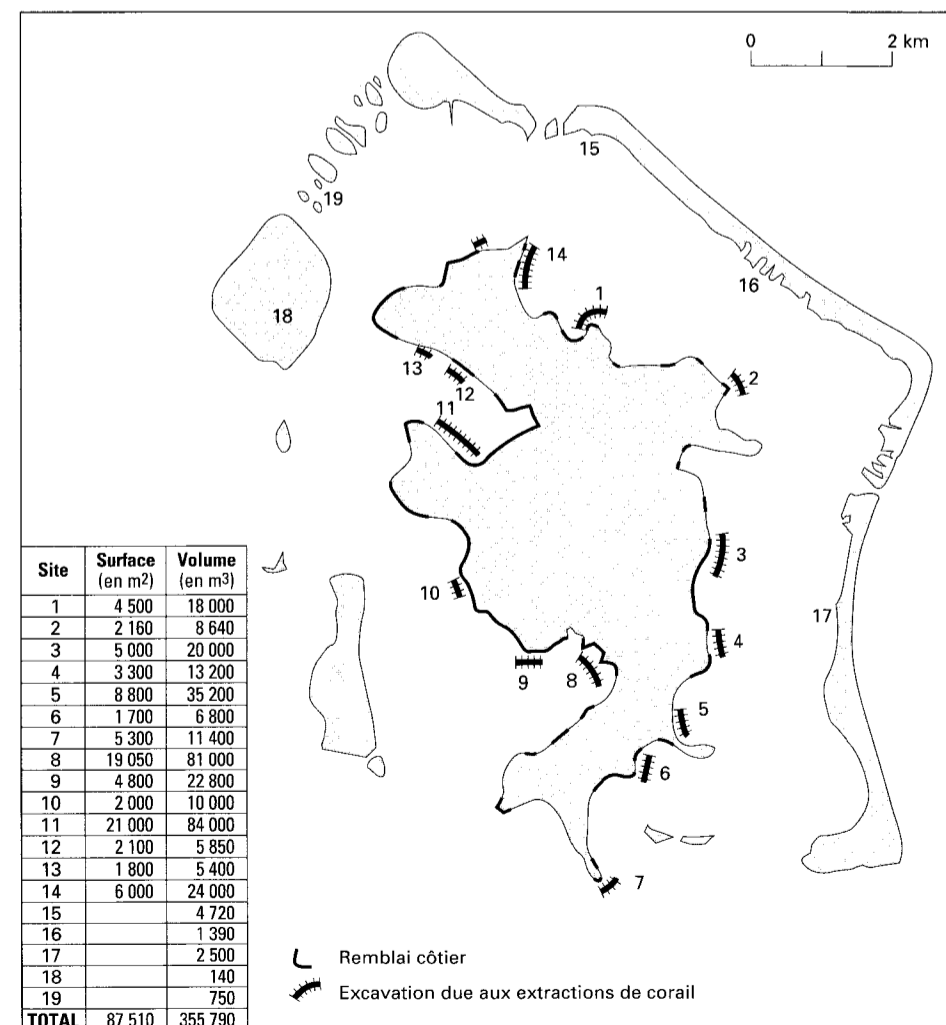 0 2 km
15
19
16
14
18
1
13
12
2
11
3
10
17
4
9
8
5
6
7
Site Surface (en m2) Volume (en m3)
1 4 500 18 000
2 2 160 8 640
3 5 000 20 000
4 3 300 13 200
5 8 800 35 200
6 1 700 6 800
7 5 300 11 400
8 19 050 81 000
9 4 800 22 800
10 2 000 10 000
11 21 000 84 000
12 2 100 5 850
13 1 800 5 400
14 6 000 24 000
15 4 720
16 1 390
17 2 500
18 140
19 750
TOTAL 87 510 355 790
Remblai côtier
Excavation due aux extractions de corail